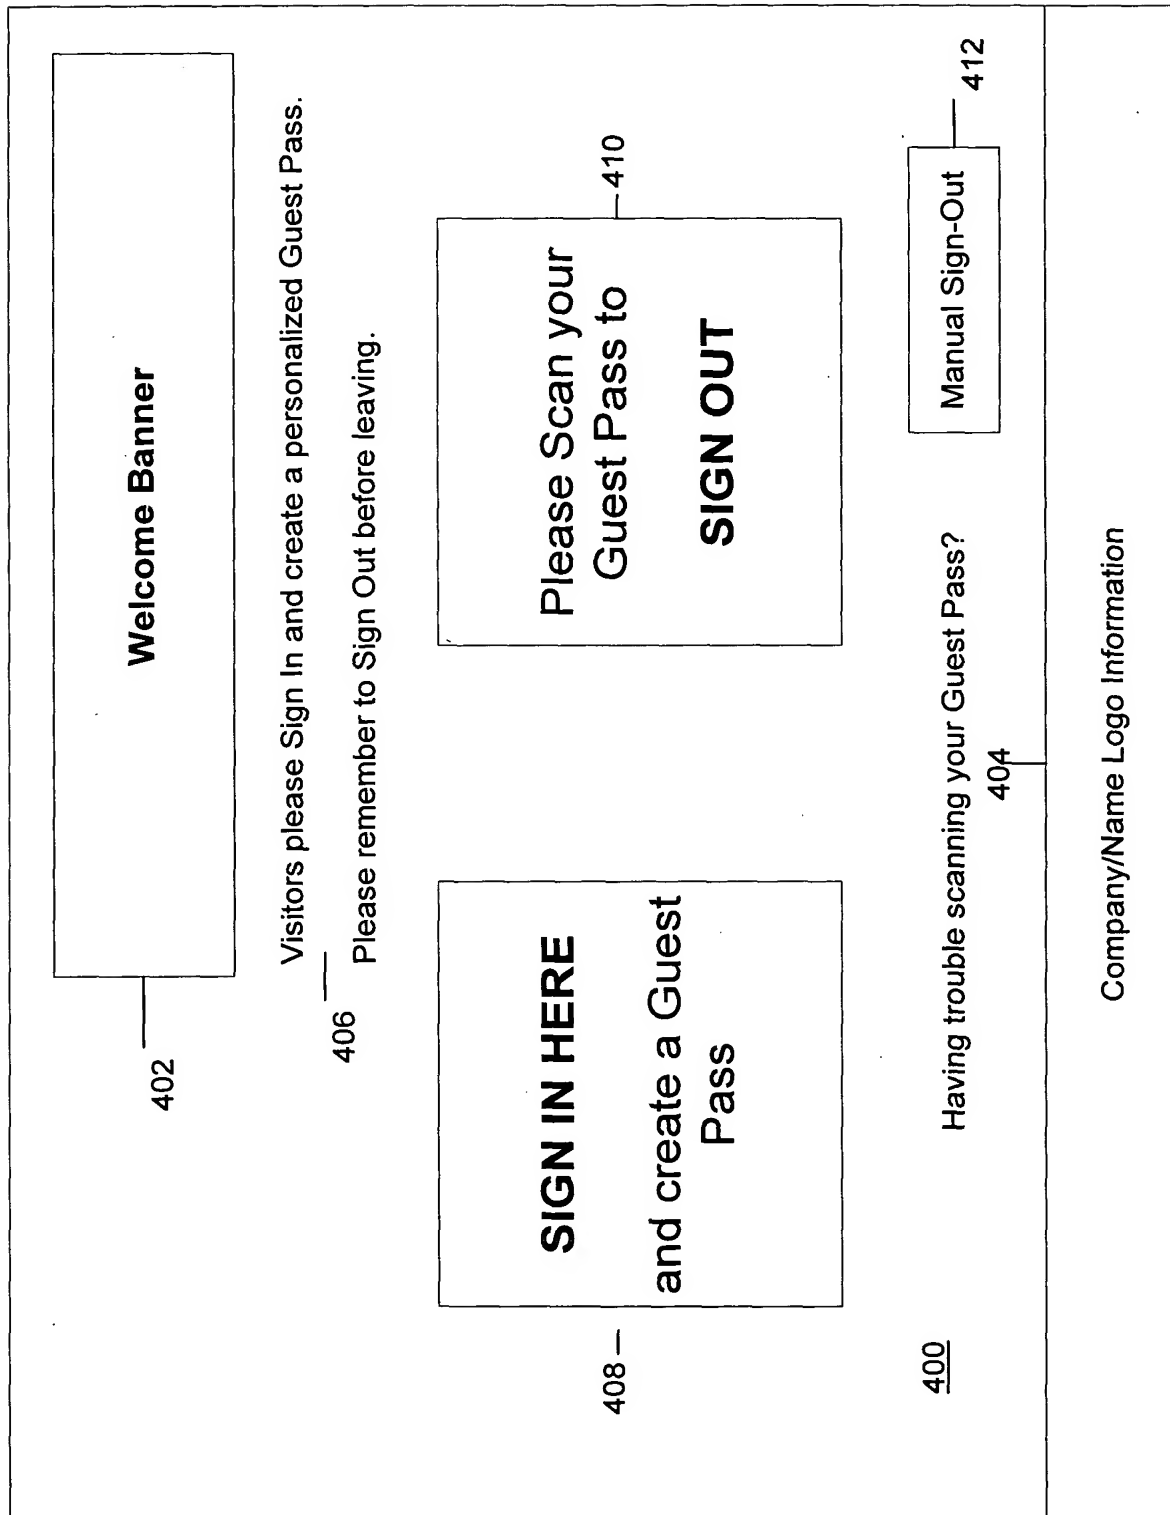 Welcome Banner
402
Visitors please Sign In and create a personalized Guest Pass.
406
Please remember to Sign Out before leaving.
SIGN IN HERE
and create a Guest
Pass
408
Please Scan your
Guest Pass to
SIGN OUT
410
400
Having trouble scanning your Guest Pass?
Manual Sign-Out
412
404
Company/Name Logo Information